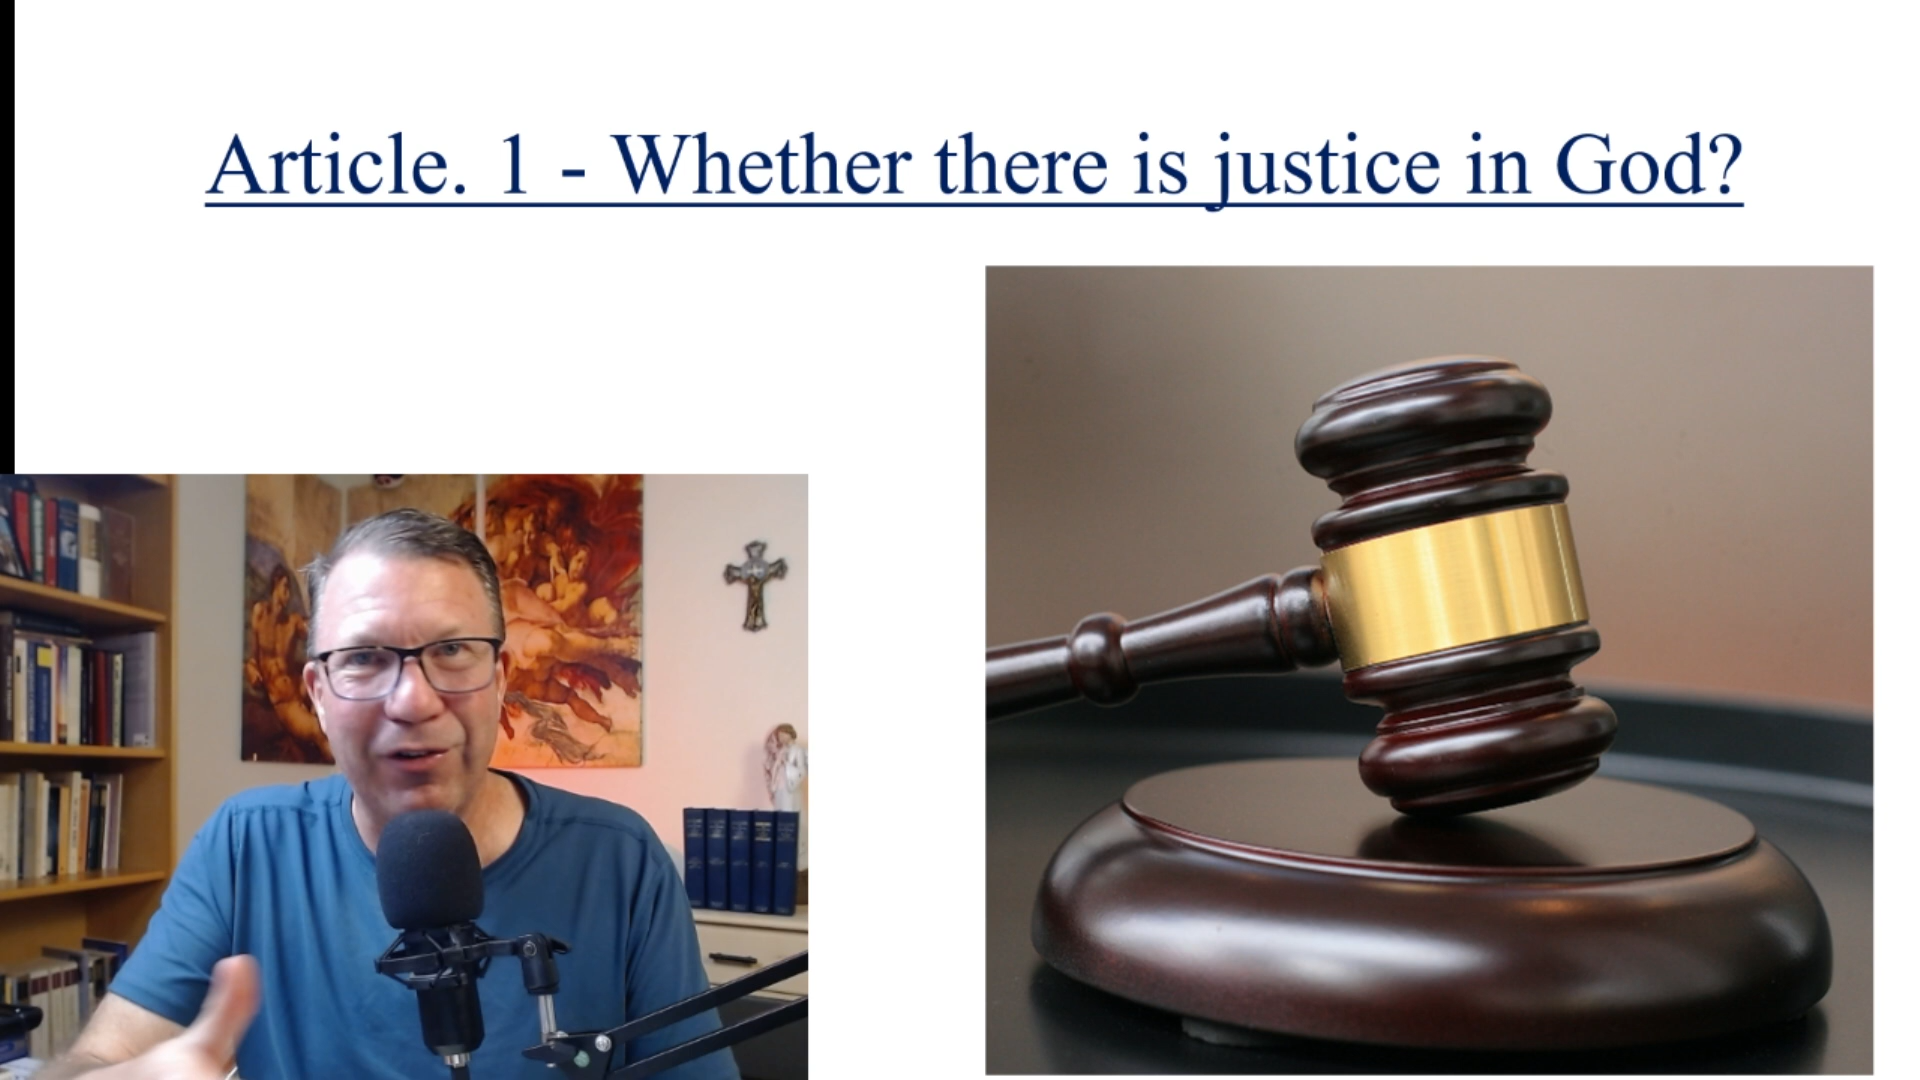 Article. 1 - Whether there is justice in God?